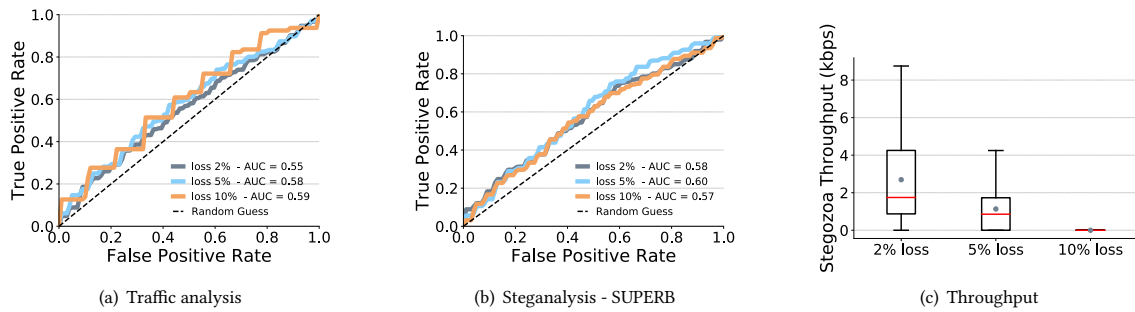 1.0
0.8
0.6
0.4
0.2
0.0
True Positive Rate
loss 2% - AUC = 0.55
loss 5% - AUC = 0.58
loss 10% - AUC = 0.59
Random Guess
0.0 0.2 0.4 0.6 0.8 1.0
False Positive Rate
(a) Traffic analysis
1.0
0.8
0.6
0.4
0.2
0.0
True Positive Rate
loss 2% - AUC = 0.58
loss 5% - AUC = 0.60
loss 10% - AUC = 0.57
Random Guess
0.0 0.2 0.4 0.6 0.8 1.0
False Positive Rate
(b) Steganalysis - SUPERB
Stegozoa Throughput (kbps)
8
6
4
2
0
2% loss 5% loss 10% loss
(c) Throughput